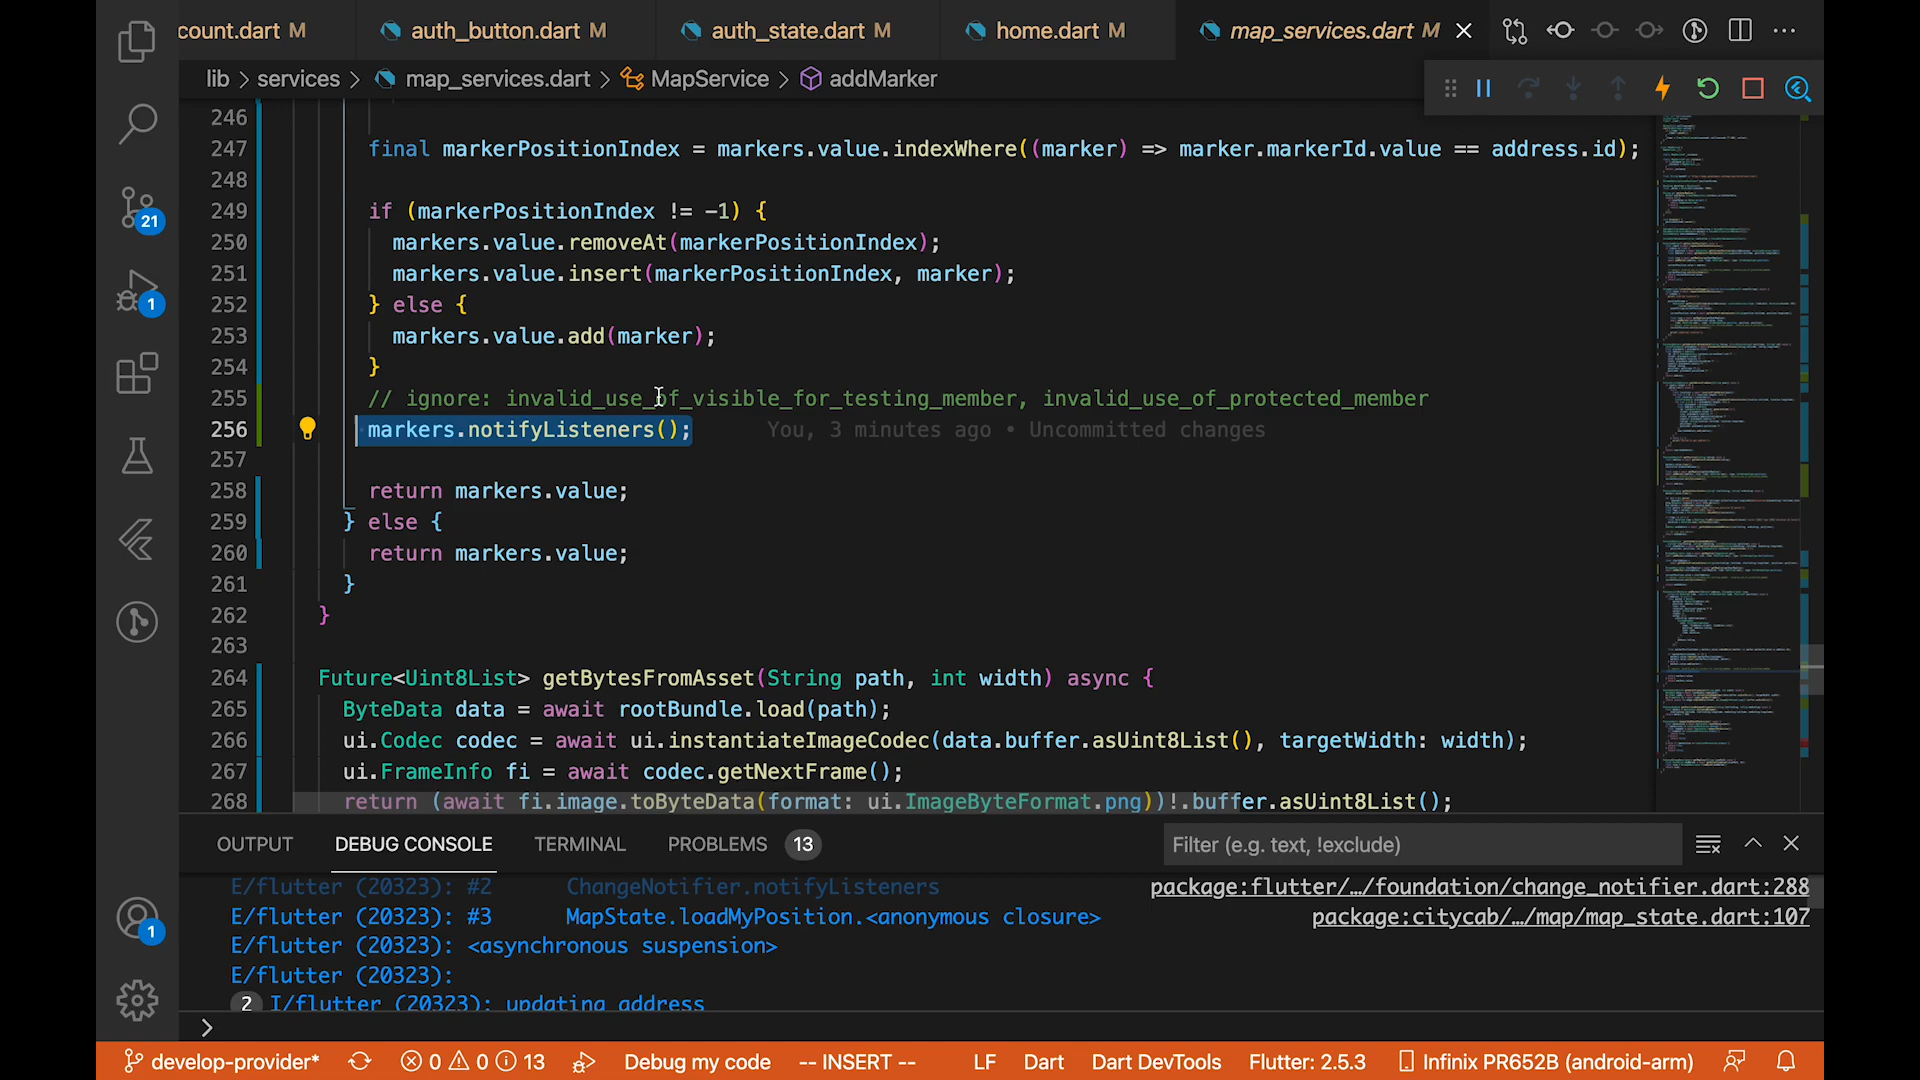 count.dart M
auth_button.dart M
auth_state.dart M
home.dart M
map_services.dart M
lib > services > map_services.dart > MapService > addMarker
246
247 final markerPositionIndex = markers.value.indexWhere((marker) => marker.markerId.value == address.id);
248
249 if (markerPositionIndex != -1) {
250 markers.value.removeAt(markerPositionIndex);
251 markers.value.insert(markerPositionIndex, marker);
252 } else {
253 markers.value.add(marker);
254 }
255 // ignore: invalid_use_of_visible_for_testing_member, invalid_use_of_protected_member
256 markers.notifyListeners(); You, 3 minutes ago • Uncommitted changes
257
258 return markers.value;
259 } else {
260 return markers.value;
261 }
262 }
263
264 Future<Uint8List> getBytesFromAsset(String path, int width) async {
265 ByteData data = await rootBundle.load(path);
266 ui.Codec codec = await ui.instantiateImageCodec(data.buffer.asUint8List(), targetWidth: width);
267 ui.FrameInfo fi = await codec.getNextFrame();
268 return (await fi.image.toByteData(format: ui.ImageByteFormat.png))!.buffer.asUint8List();
21
1
1
OUTPUT DEBUG CONSOLE TERMINAL PROBLEMS 13 Filter (e.g. text, !exclude)
E/flutter (20323): #2 ChangeNotifier.notifyListeners package:flutter/…/foundation/change_notifier.dart:288
E/flutter (20323): #3 MapState.loadMyPosition.<anonymous closure> package:citycab/…/map/map_state.dart:107
E/flutter (20323): <asynchronous suspension>
E/flutter (20323):
2 I/flutter (20323): updating address
>
develop-provider* 0 0 13 Debug my code -- INSERT -- LF Dart Dart DevTools Flutter: 2.5.3 Infinix PR652B (android-arm)